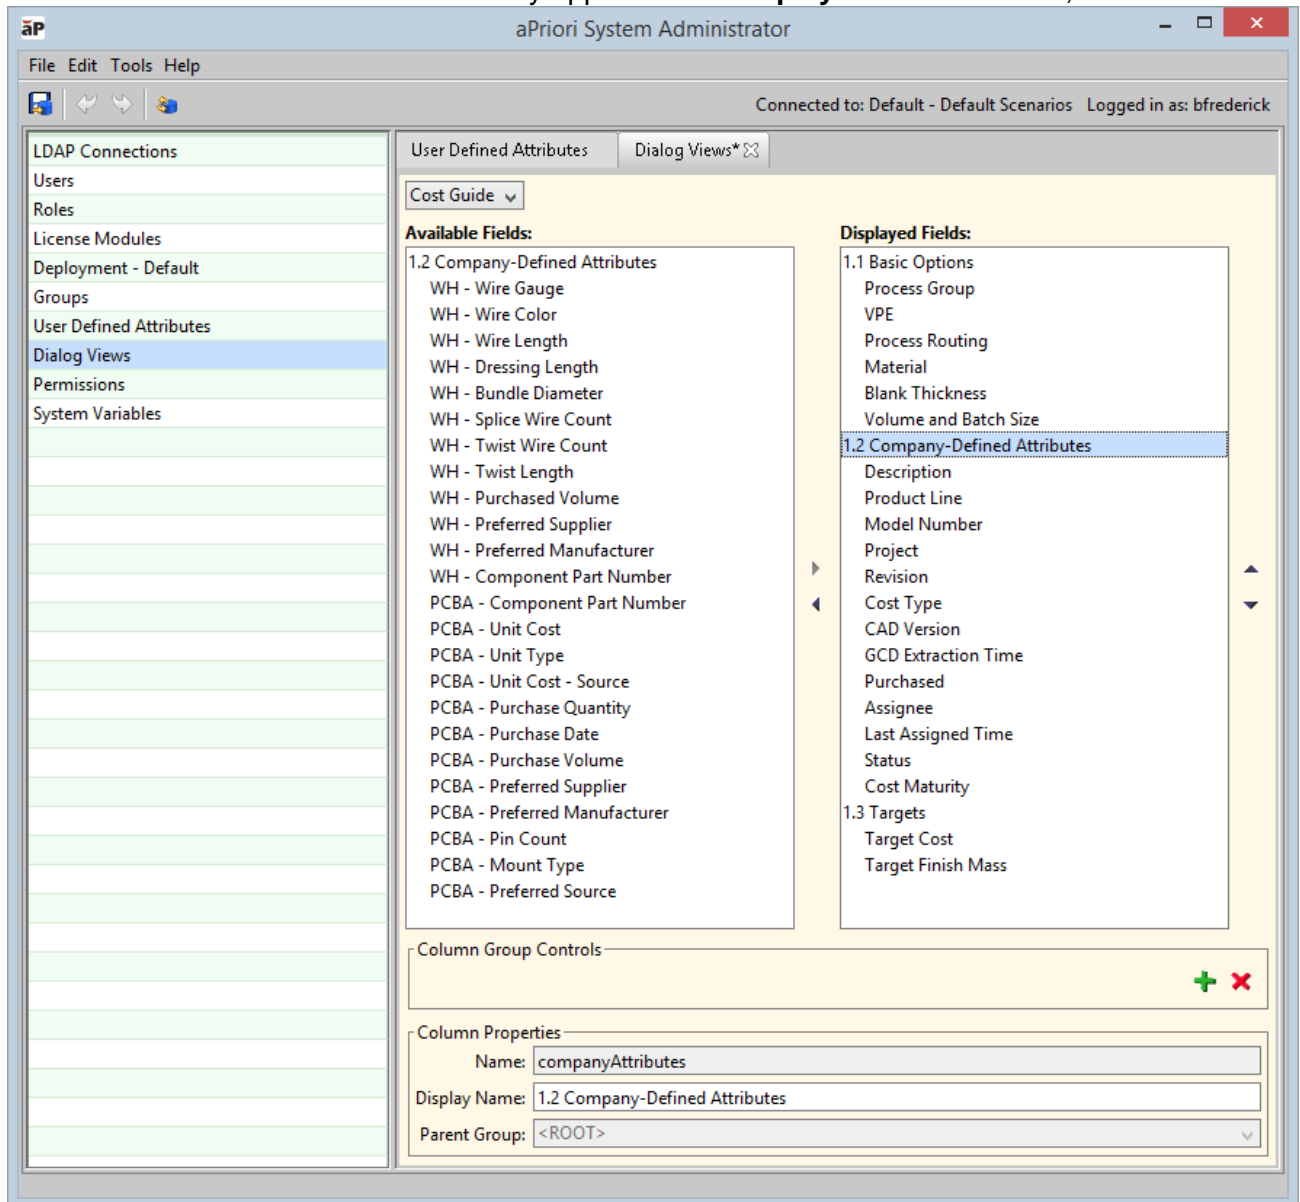 aP aPriori System Administrator
File Edit Tools Help
Connected to: Default - Default Scenarios Logged in as: bfrederick
LDAP Connections
Users
Roles
License Modules
Deployment - Default
Groups
User Defined Attributes
Dialog Views
Permissions
System Variables
User Defined Attributes Dialog Views*
Cost Guide
Available Fields:
1.2 Company-Defined Attributes
WH - Wire Gauge
WH - Wire Color
WH - Wire Length
WH - Dressing Length
WH - Bundle Diameter
WH - Splice Wire Count
WH - Twist Wire Count
WH - Twist Length
WH - Purchased Volume
WH - Preferred Supplier
WH - Preferred Manufacturer
WH - Component Part Number
PCBA - Component Part Number
PCBA - Unit Cost
PCBA - Unit Type
PCBA - Unit Cost - Source
PCBA - Purchase Quantity
PCBA - Purchase Date
PCBA - Purchase Volume
PCBA - Preferred Supplier
PCBA - Preferred Manufacturer
PCBA - Pin Count
PCBA - Mount Type
PCBA - Preferred Source
Displayed Fields:
1.1 Basic Options
Process Group
VPE
Process Routing
Material
Blank Thickness
Volume and Batch Size
1.2 Company-Defined Attributes
Description
Product Line
Model Number
Project
Revision
Cost Type
CAD Version
GCD Extraction Time
Purchased
Assignee
Last Assigned Time
Status
Cost Maturity
1.3 Targets
Target Cost
Target Finish Mass
Column Group Controls
Column Properties
Name: companyAttributes
Display Name: 1.2 Company-Defined Attributes
Parent Group: <ROOT>